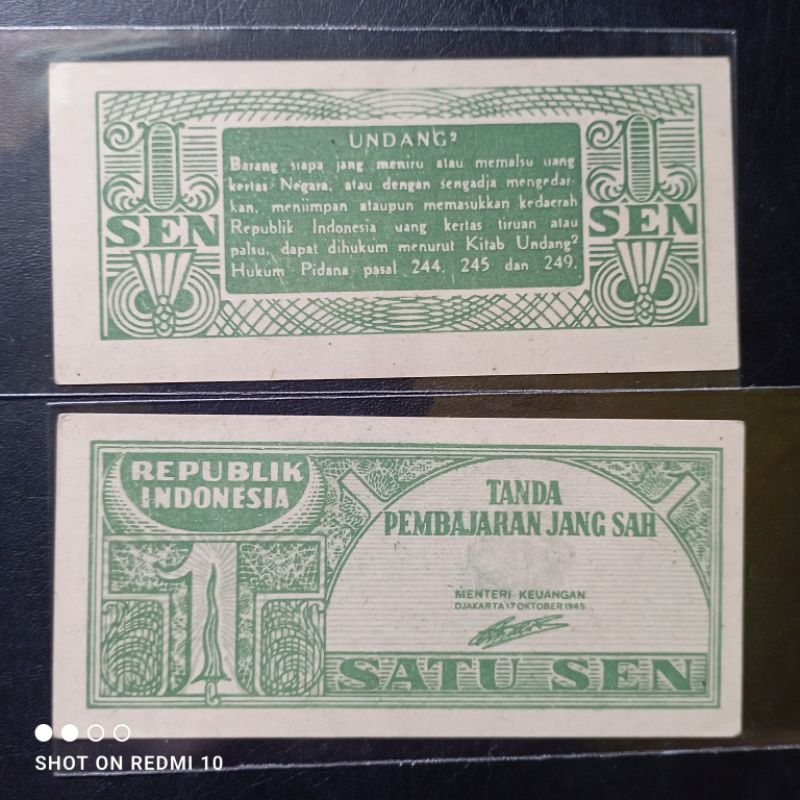 UNDANG²
Barang siapa jang meniru atau memalsu uang
kertas Negara, atau dengan sengadja mengedar-
kan, menjimpan ataupun memasukkan kedaerah
Republik Indonesia uang kertas tiruan atau
palsu, dapat dihukum menurut Kitab Undang²
Hukum Pidana pasal 244, 245 dan 249.
1
SEN
1
SEN
REPUBLIK
INDONESIA
1
TANDA
PEMBAJARAN JANG SAH
MENTERI KEUANGAN
DJAKARTA 17 OKTOBER 1945
SATU SEN
SHOT ON REDMI 10